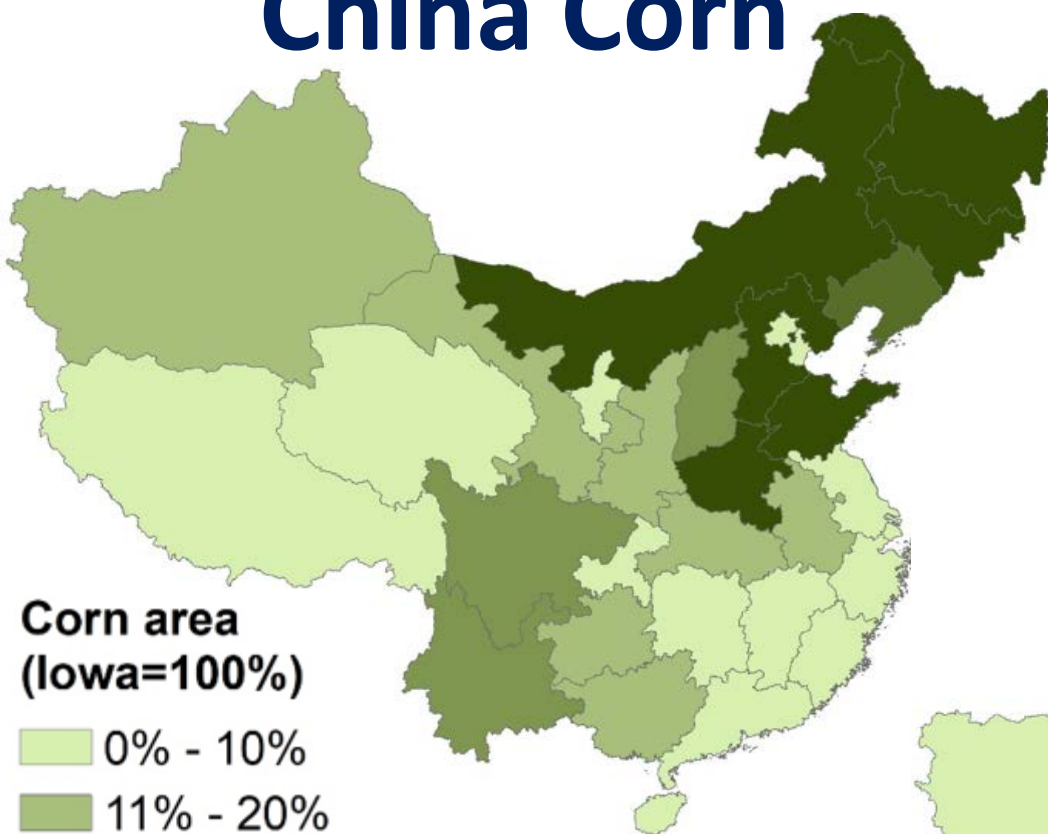 China Corn
Corn area
(Iowa=100%)
0% - 10%
11% - 20%